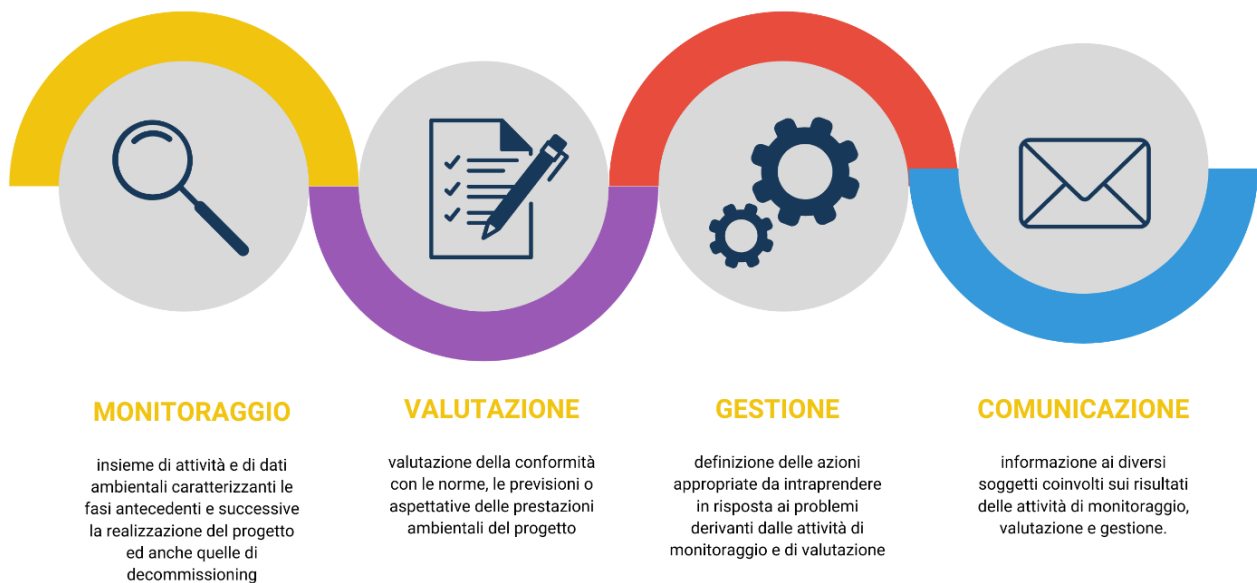 MONITORAGGIO
insieme di attività e di dati
ambientali caratterizzanti le
fasi antecedenti e successive
la realizzazione del progetto
ed anche quelle di
decommissioning
VALUTAZIONE
valutazione della conformità
con le norme, le previsioni o
aspettative delle prestazioni
ambientali del progetto
GESTIONE
definizione delle azioni
appropriate da intraprendere
in risposta ai problemi
derivanti dalle attività di
monitoraggio e di valutazione
COMUNICAZIONE
informazione ai diversi
soggetti coinvolti sui risultati
delle attività di monitoraggio,
valutazione e gestione.